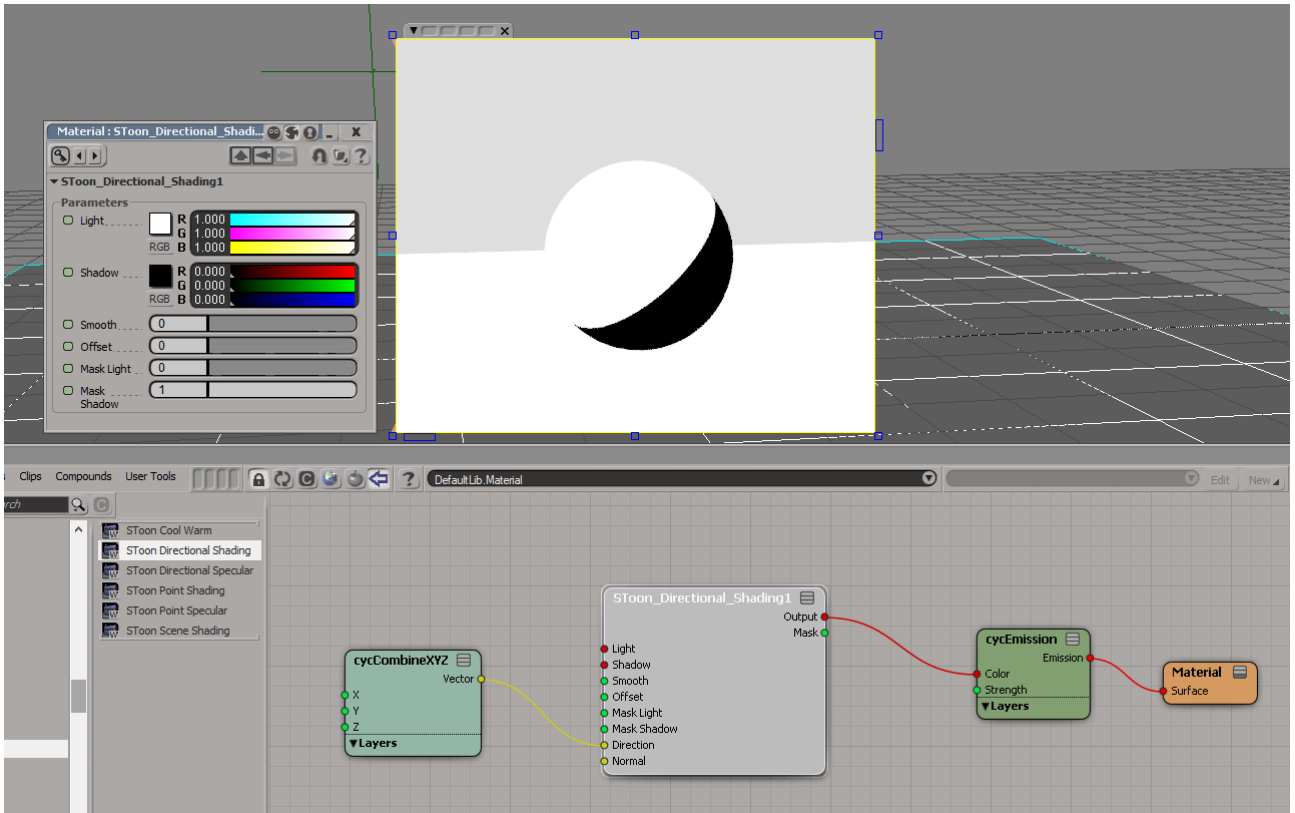 Material : SToon_Directional_Shadi... _ X
?
SToon_Directional_Shading1
Parameters
Light
R 1.000
G 1.000
RGB B 1.000
Shadow
R 0.000
G 0.000
RGB B 0.000
Smooth 0
Offset 0
Mask Light 0
Mask Shadow 1
Clips Compounds User Tools C ? DefaultLib.Material Edit New
rch C
SToon Cool Warm
SToon Directional Shading
SToon Directional Specular
SToon Point Shading
SToon Point Specular
SToon Scene Shading
cycCombineXYZ
Vector
X
Y
Z
Layers
SToon_Directional_Shading1
Output
Mask
Light
Shadow
Smooth
Offset
Mask Light
Mask Shadow
Direction
Normal
cycEmission
Emission
Color
Strength
Layers
Material
Surface